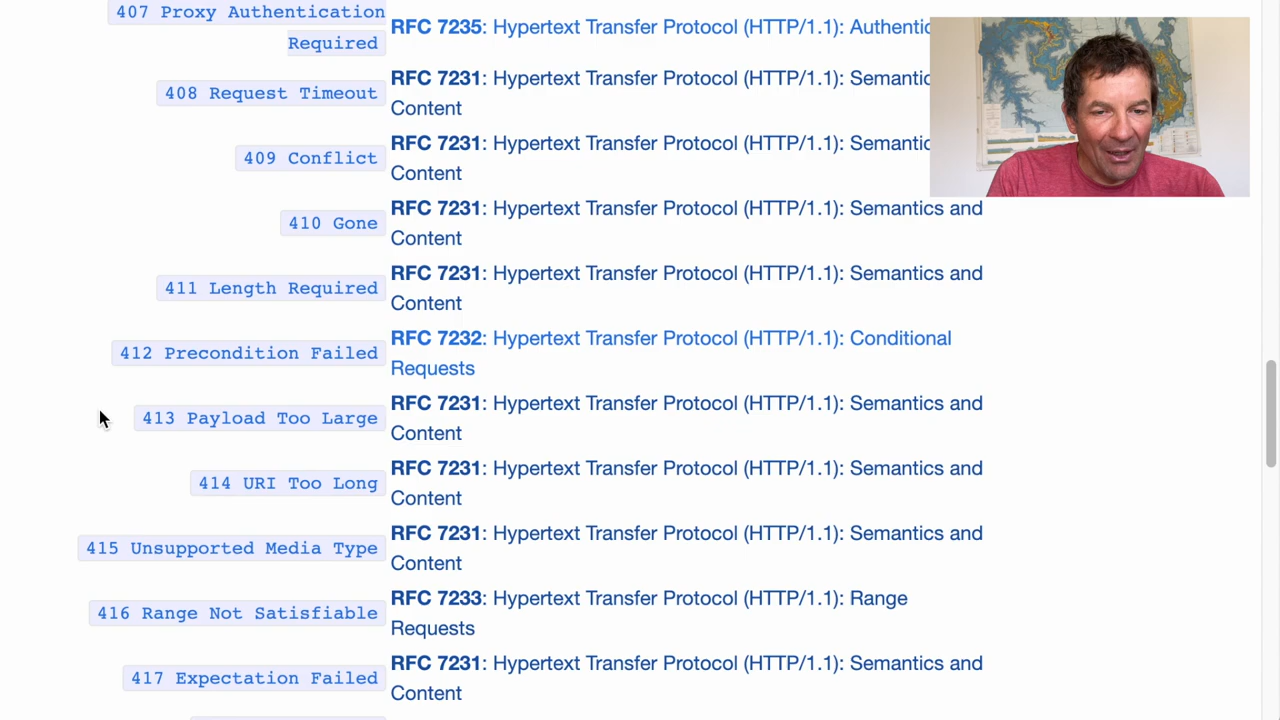 407 Proxy Authentication
Required
RFC 7235: Hypertext Transfer Protocol (HTTP/1.1):
408 Request Timeout
RFC 7231: Hypertext Transfer Protocol (HTTP/1.1):
Content
409 Conflict
RFC 7231: Hypertext Transfer Protocol (HTTP/1.1):
Content
410 Gone
RFC 7231: Hypertext Transfer Protocol (HTTP/1.1): Semantics and
Content
411 Length Required
RFC 7231: Hypertext Transfer Protocol (HTTP/1.1): Semantics and
Content
412 Precondition Failed
RFC 7232: Hypertext Transfer Protocol (HTTP/1.1): Conditional
Requests
413 Payload Too Large
RFC 7231: Hypertext Transfer Protocol (HTTP/1.1): Semantics and
Content
414 URI Too Long
RFC 7231: Hypertext Transfer Protocol (HTTP/1.1): Semantics and
Content
415 Unsupported Media Type
RFC 7231: Hypertext Transfer Protocol (HTTP/1.1): Semantics and
Content
416 Range Not Satisfiable
RFC 7233: Hypertext Transfer Protocol (HTTP/1.1): Range
Requests
417 Expectation Failed
RFC 7231: Hypertext Transfer Protocol (HTTP/1.1): Semantics and
Content